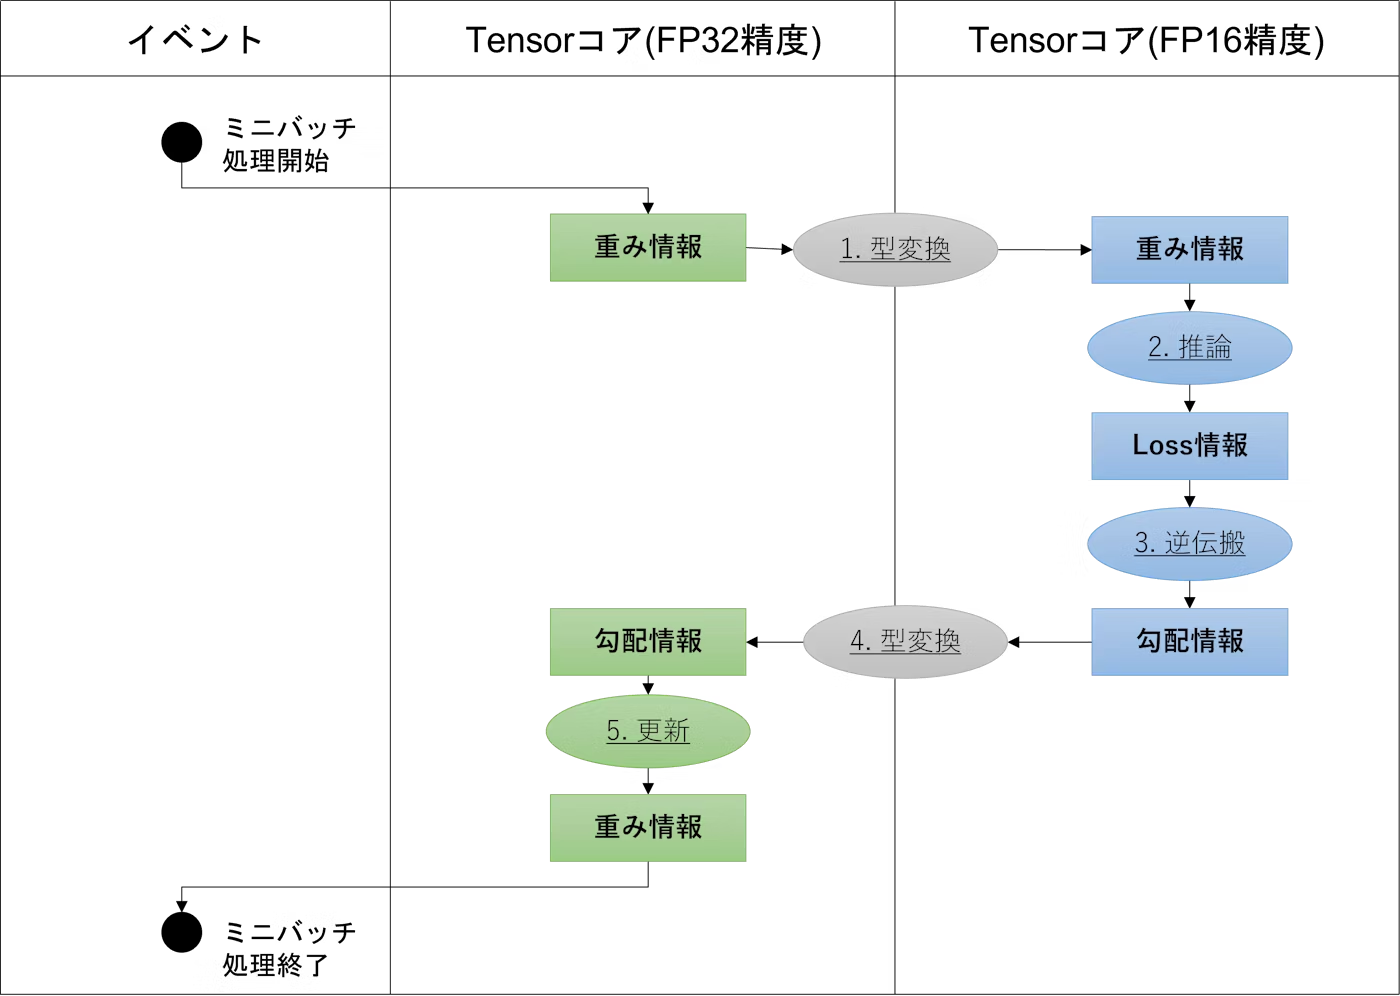 イベント
Tensorコア(FP32精度)
Tensorコア(FP16精度)
ミニバッチ
処理開始
重み情報
1. 型変換
重み情報
2. 推論
Loss情報
3. 逆伝搬
勾配情報
4. 型変換
勾配情報
5. 更新
重み情報
ミニバッチ
処理終了